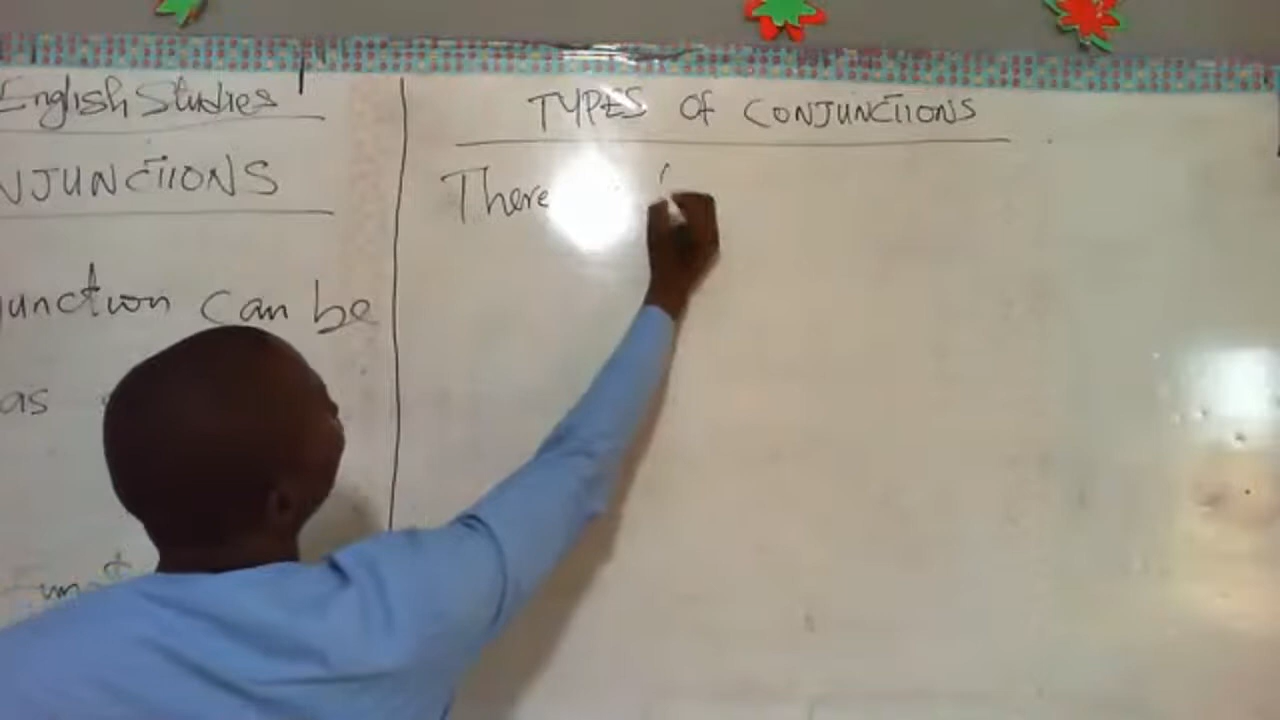 English Studies
NJUNCTIONS
junction can be
as
TYPES OF CONJUNCTIONS
There